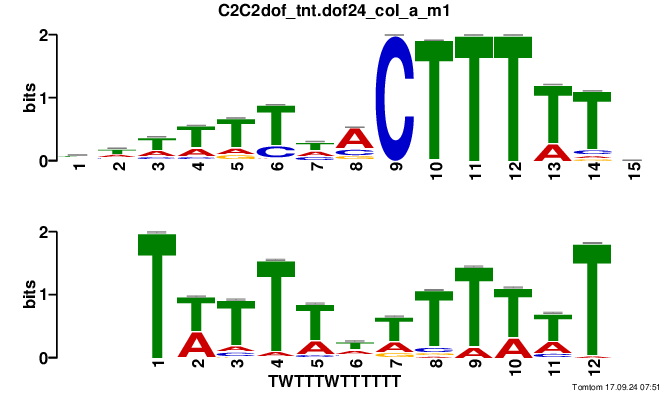 C2C2dof_tnt.dof24_col_a_m1
bits
2
1
0
T T T T T T A C T T T T T
A A A A C A C A C
1 2 3 4 5 6 7 8 9 10 11 12 13 14 15
bits
2
1
0
T T T T T T T T T T T T
A A A A A A C A A A
1 2 3 4 5 6 7 8 9 10 11 12
TWTTTWTTTTTT
Tomtom 17.09.24 07:51